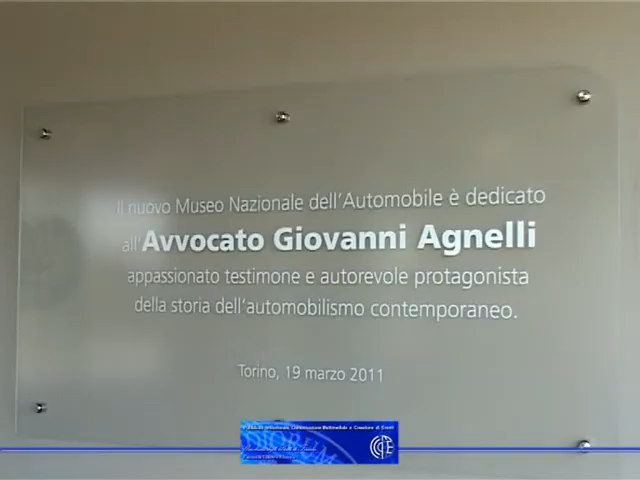 Il nuovo Museo Nazionale dell'Automobile è dedicato
all'Avvocato Giovanni Agnelli
appassionato testimone e autorevole protagonista
della storia dell'automobilismo contemporaneo.
Torino, 19 marzo 2011